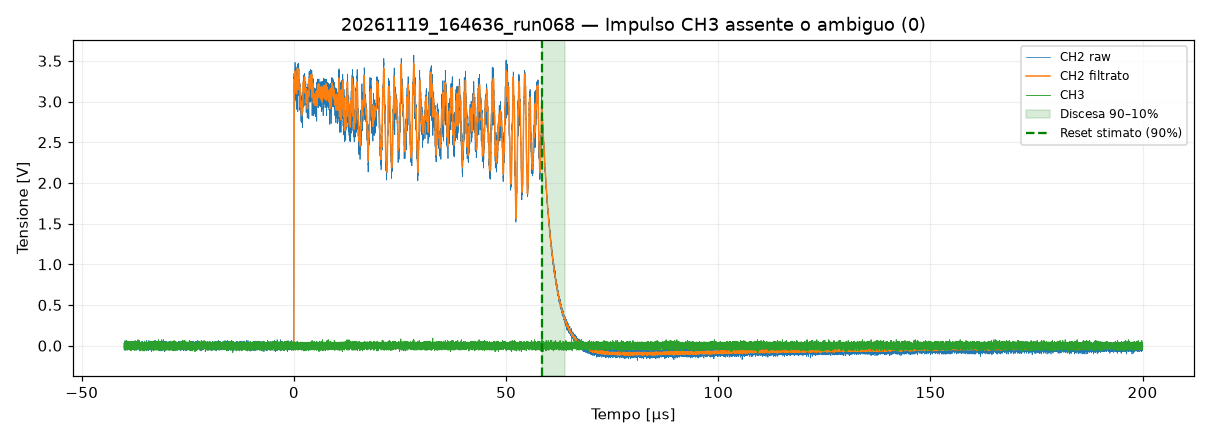 20261119_164636_run068 — Impulso CH3 assente o ambiguo (0)
CH2 raw
CH2 filtrato
CH3
Discesa 90–10%
Reset stimato (90%)
Tensione [V]
3.5
3.0
2.5
2.0
1.5
1.0
0.5
0.0
−50
0
50
100
150
200
Tempo [µs]